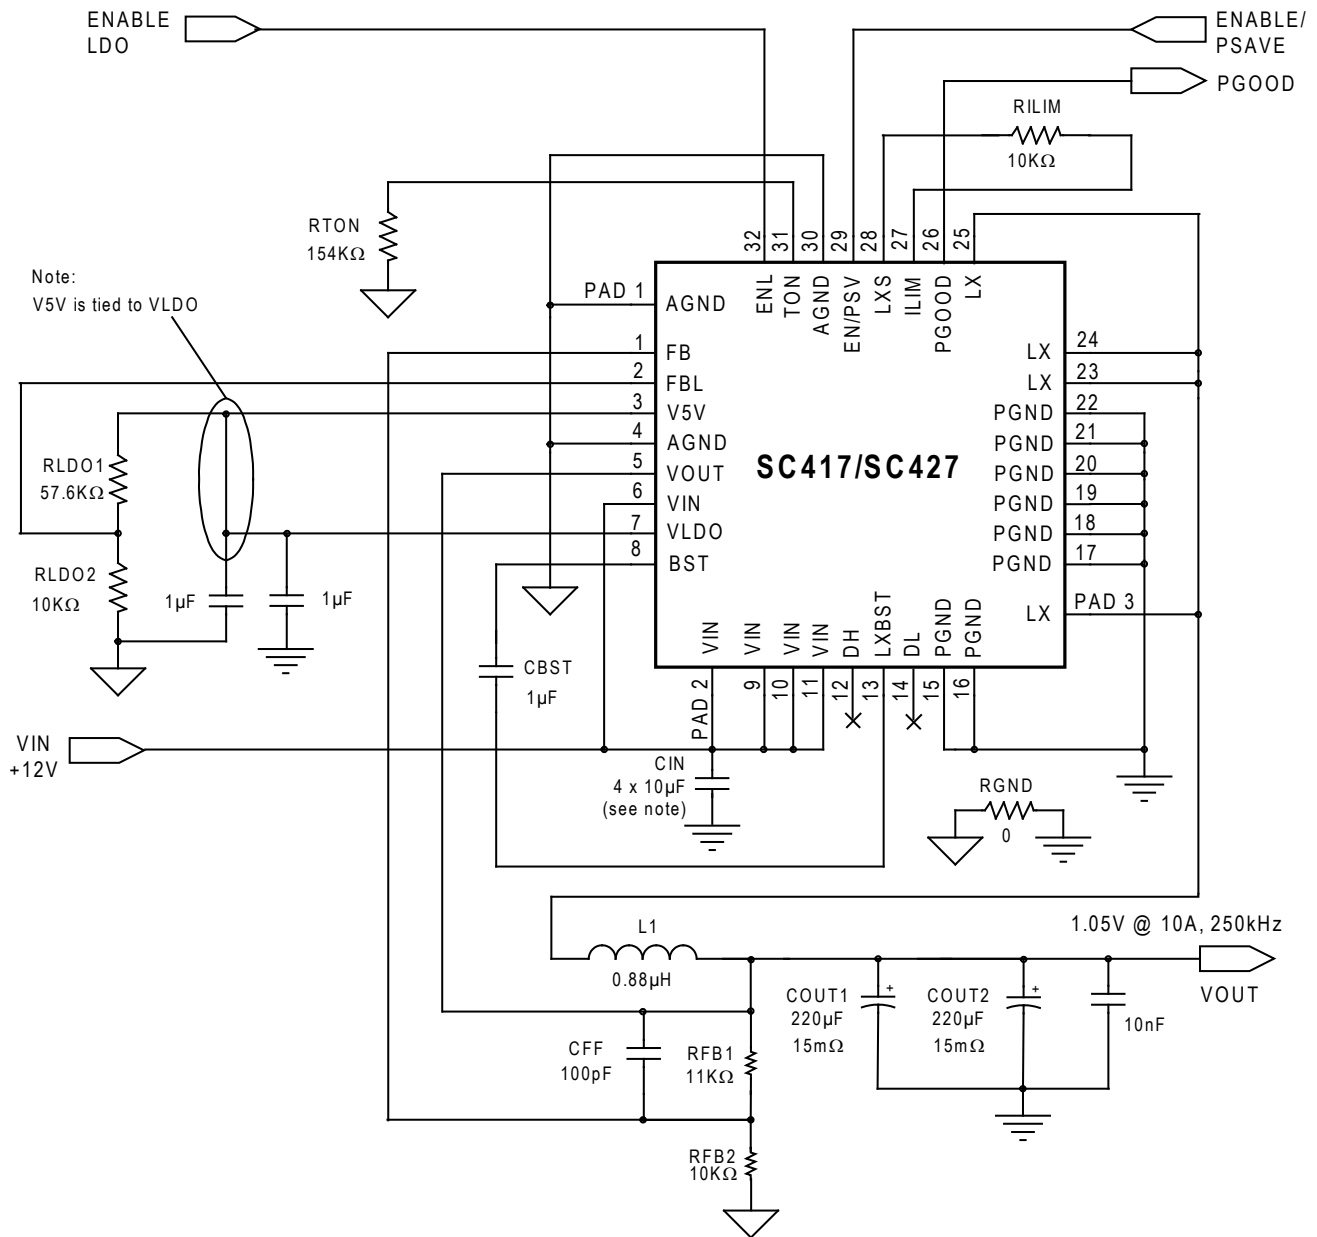 ENABLE
LDO
ENABLE/
PSAVE
PGOOD
RILIM
10KΩ
RTON
154KΩ
Note:
V5V is tied to VLDO
32
31
30
29
28
27
26
25
ENL
TON
AGND
EN/PSV
LXS
ILIM
PGOOD
LX
PAD 1
AGND
1
FB
2
FBL
3
V5V
4
AGND
5
VOUT
6
VIN
7
VLDO
8
BST
SC417/SC427
LX
24
LX
23
PGND
22
PGND
21
PGND
20
PGND
19
PGND
18
PGND
17
LX
PAD 3
RLDO1
57.6KΩ
RLDO2
10KΩ
1µF
1µF
VIN
VIN
VIN
VIN
DH
LXBST
DL
PGND
PGND
PAD 2
9
10
11
12
13
14
15
16
CBST
1µF
VIN
+12V
CIN
4 x 10µF
(see note)
RGND
0
1.05V @ 10A, 250kHz
VOUT
L1
0.88µH
COUT1
220µF
15mΩ
COUT2
220µF
15mΩ
+
+
10nF
CFF
100pF
RFB1
11KΩ
RFB2
10KΩ